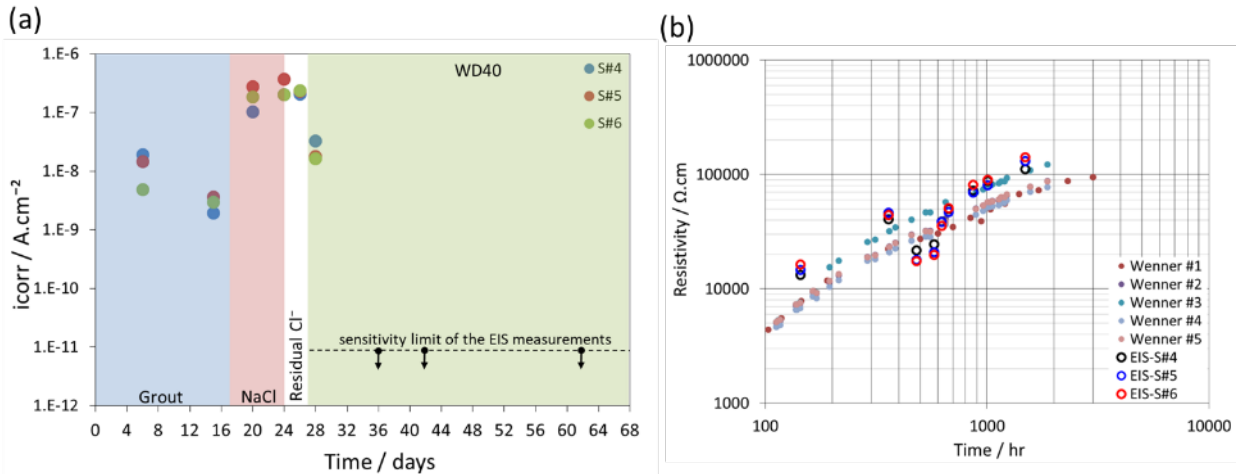 (a)
1.E-6
1.E-7
1.E-8
1.E-9
1.E-10
1.E-11
1.E-12
icorr / A.cm⁻²
WD40
S#4
S#5
S#6
sensitivity limit of the EIS measurements
Residual Cl⁻
Grout
NaCl
0 4 8 12 16 20 24 28 32 36 40 44 48 52 56 60 64 68
Time / days
(b)
1000000
100000
10000
1000
Resistivity / Ω.cm
Wenner #1
Wenner #2
Wenner #3
Wenner #4
Wenner #5
EIS-S#4
EIS-S#5
EIS-S#6
100 1000 10000
Time / hr